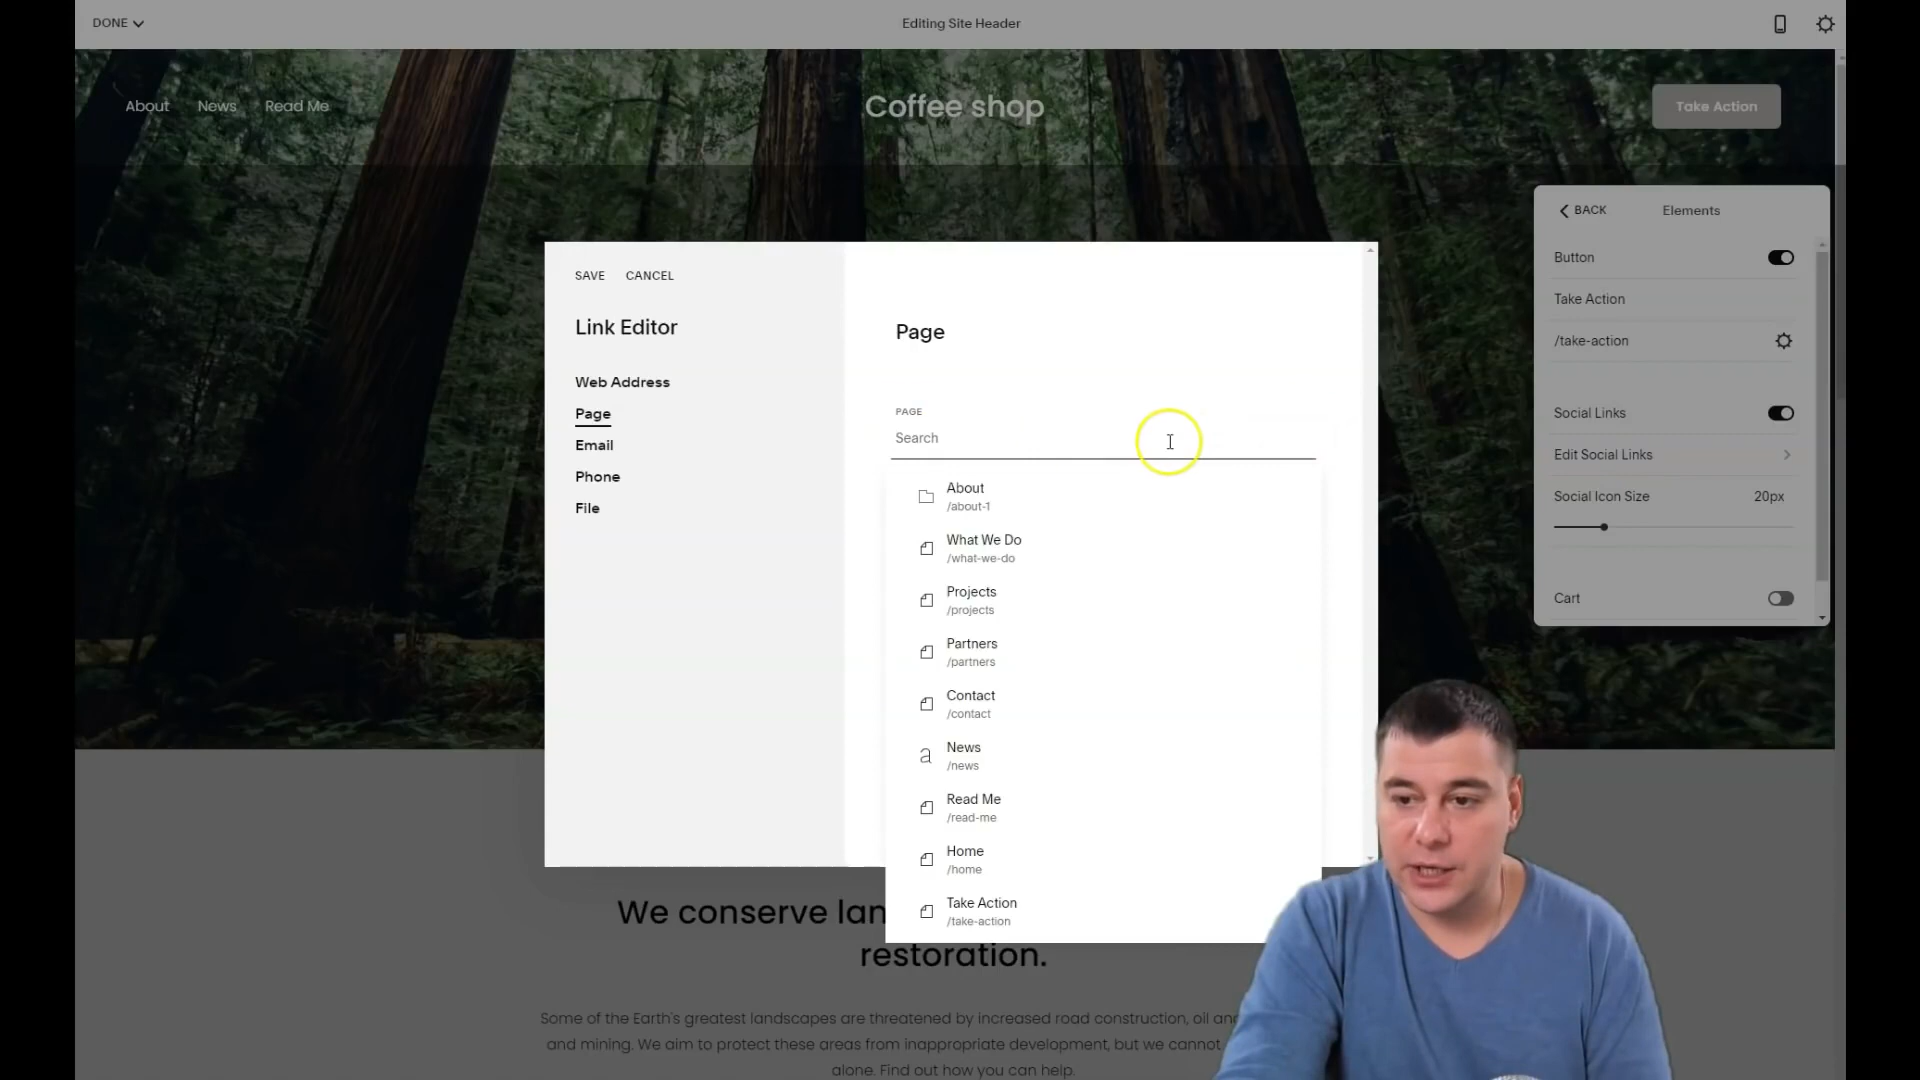 DONE
Editing Site Header
About
News
Read Me
Coffee shop
Take Action
BACK
Elements
Button
Take Action
/take-action
Social Links
Edit Social Links
Social Icon Size
20px
Cart
SAVE
CANCEL
Link Editor
Web Address
Page
Email
Phone
File
Page
PAGE
Search
About
/about-1
What We Do
/what-we-do
Projects
/projects
Partners
/partners
Contact
/contact
News
/news
Read Me
/read-me
Home
/home
Take Action
/take-action
We conserve
restoration.
Some of the Earth's greatest landscapes are threatened by increased road construction, oil
and mining. We aim to protect these areas from inappropriate development, but we cannot
alone. Find out how you can help.